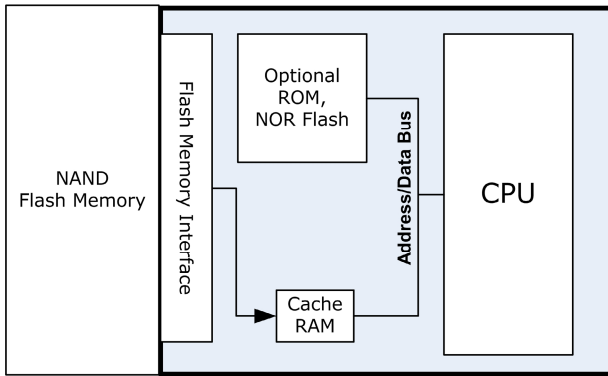 NAND
Flash Memory
Flash Memory Interface
Optional
ROM,
NOR Flash
Cache
RAM
Address/Data Bus
CPU